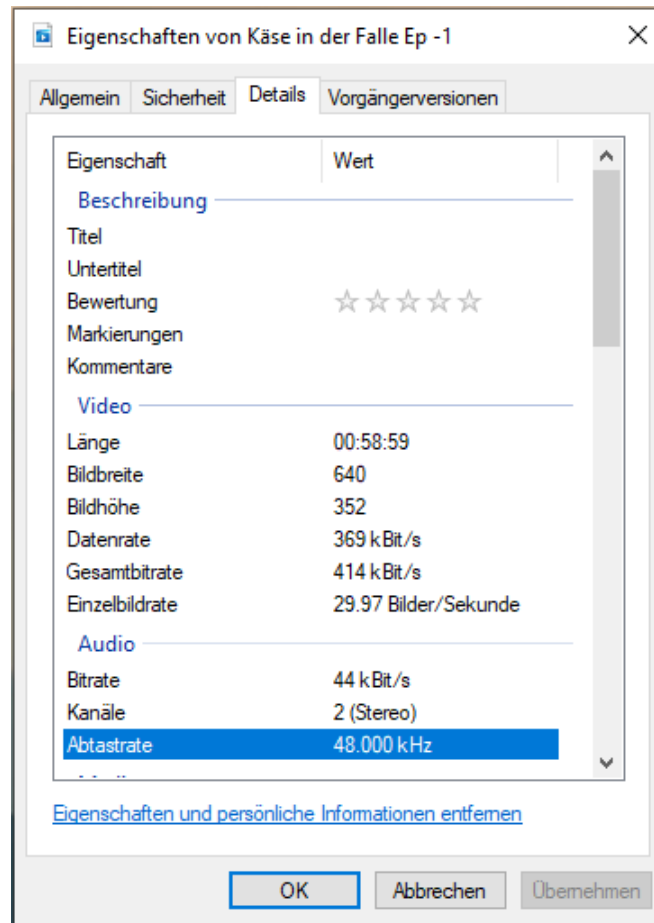 Eigenschaften von Käse in der Falle Ep -1
Allgemein Sicherheit Details Vorgängerversionen
Eigenschaft Wert
Beschreibung
Titel
Untertitel
Bewertung
Markierungen
Kommentare
Video
Länge 00:58:59
Bildbreite 640
Bildhöhe 352
Datenrate 369 kBit/s
Gesamtbitrate 414 kBit/s
Einzelbildrate 29.97 Bilder/Sekunde
Audio
Bitrate 44 kBit/s
Kanäle 2 (Stereo)
Abtastrate 48.000 kHz
Eigenschaften und persönliche Informationen entfernen
OK Abbrechen Übernehmen